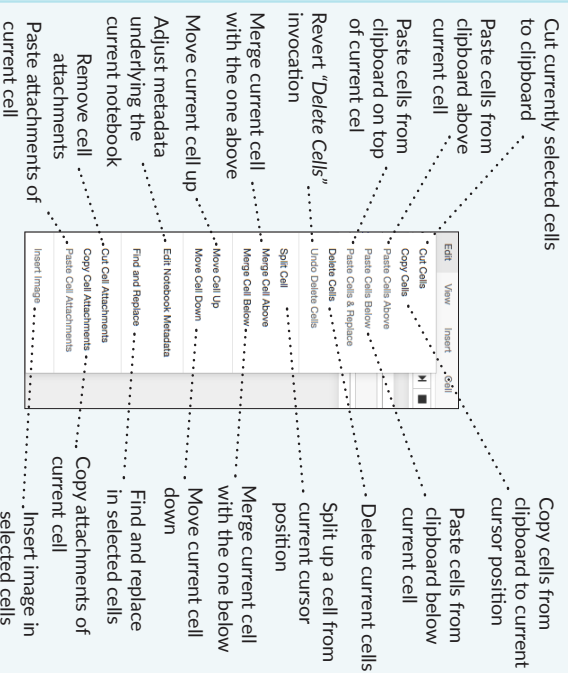 Cut currently selected cells
to clipboard
Paste cells from
clipboard above
current cell
Paste cells from
clipboard on top
of current cel
Revert “Delete Cells”
invocation
Merge current cell
with the one above
Move current cell up
Adjust metadata
underlying the
current notebook
Remove cell
attachments
Paste attachments of
current cell
Edit View Insert Cell
Cut Cells
Copy Cells
Paste Cells Above
Paste Cells Below
Paste Cells & Replace
Delete Cells
Undo Delete Cells
Split Cell
Merge Cell Above
Merge Cell Below
Move Cell Up
Move Cell Down
Edit Notebook Metadata
Find and Replace
Cut Cell Attachments
Copy Cell Attachments
Paste Cell Attachments
Insert Image
Copy cells from
clipboard to current
cursor position
Paste cells from
clipboard below
current cell
Delete current cells
Split up a cell from
current cursor
position
Merge current cell
with the one below
Move current cell
down
Find and replace
in selected cells
Copy attachments of
current cell
Insert image in
selected cells